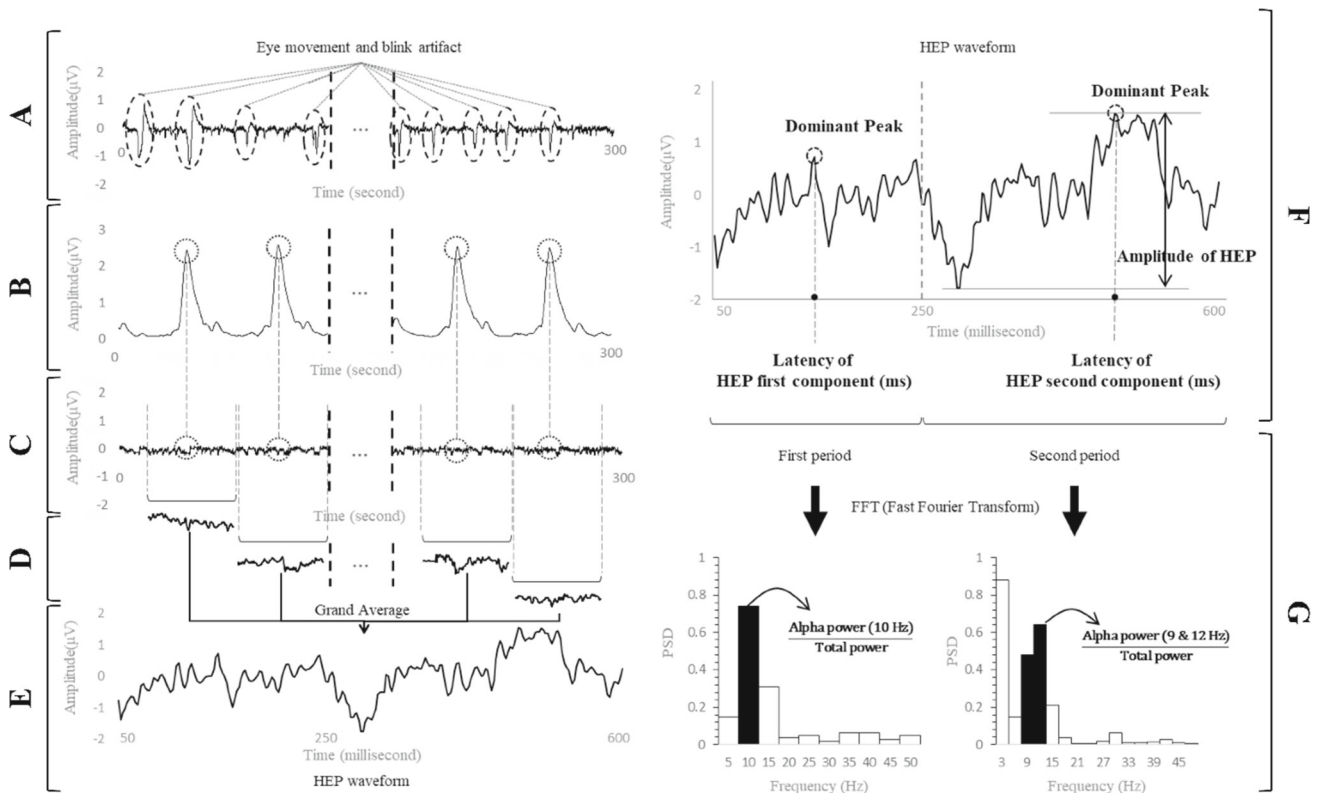 A
Eye movement and blink artifact
Amplitude(μV)
2
1
0
-1
-2
0
...
300
Time (second)
B
Amplitude(μV)
3
2
1
0
0
...
300
Time (second)
C
Amplitude(μV)
2
1
0
-1
-2
0
...
300
Time (second)
D
...
Grand Average
E
Amplitude(μV)
2
1
0
-1
-2
50
250
600
Time (millisecond)
HEP waveform
F
HEP waveform
Amplitude(μV)
2
1
0
-1
-2
Dominant Peak
Dominant Peak
Amplitude of HEP
50
250
600
Time (millisecond)
Latency of
HEP first component (ms)
Latency of
HEP second component (ms)
G
First period
Second period
FFT (Fast Fourier Transform)
PSD
1
0.8
0.6
0.4
0.2
0
Alpha power (10 Hz)
Total power
5 10 15 20 25 30 35 40 45 50
Frequency (Hz)
PSD
1
0.8
0.6
0.4
0.2
0
Alpha power (9 & 12 Hz)
Total power
3 9 15 21 27 33 39 45
Frequency (Hz)